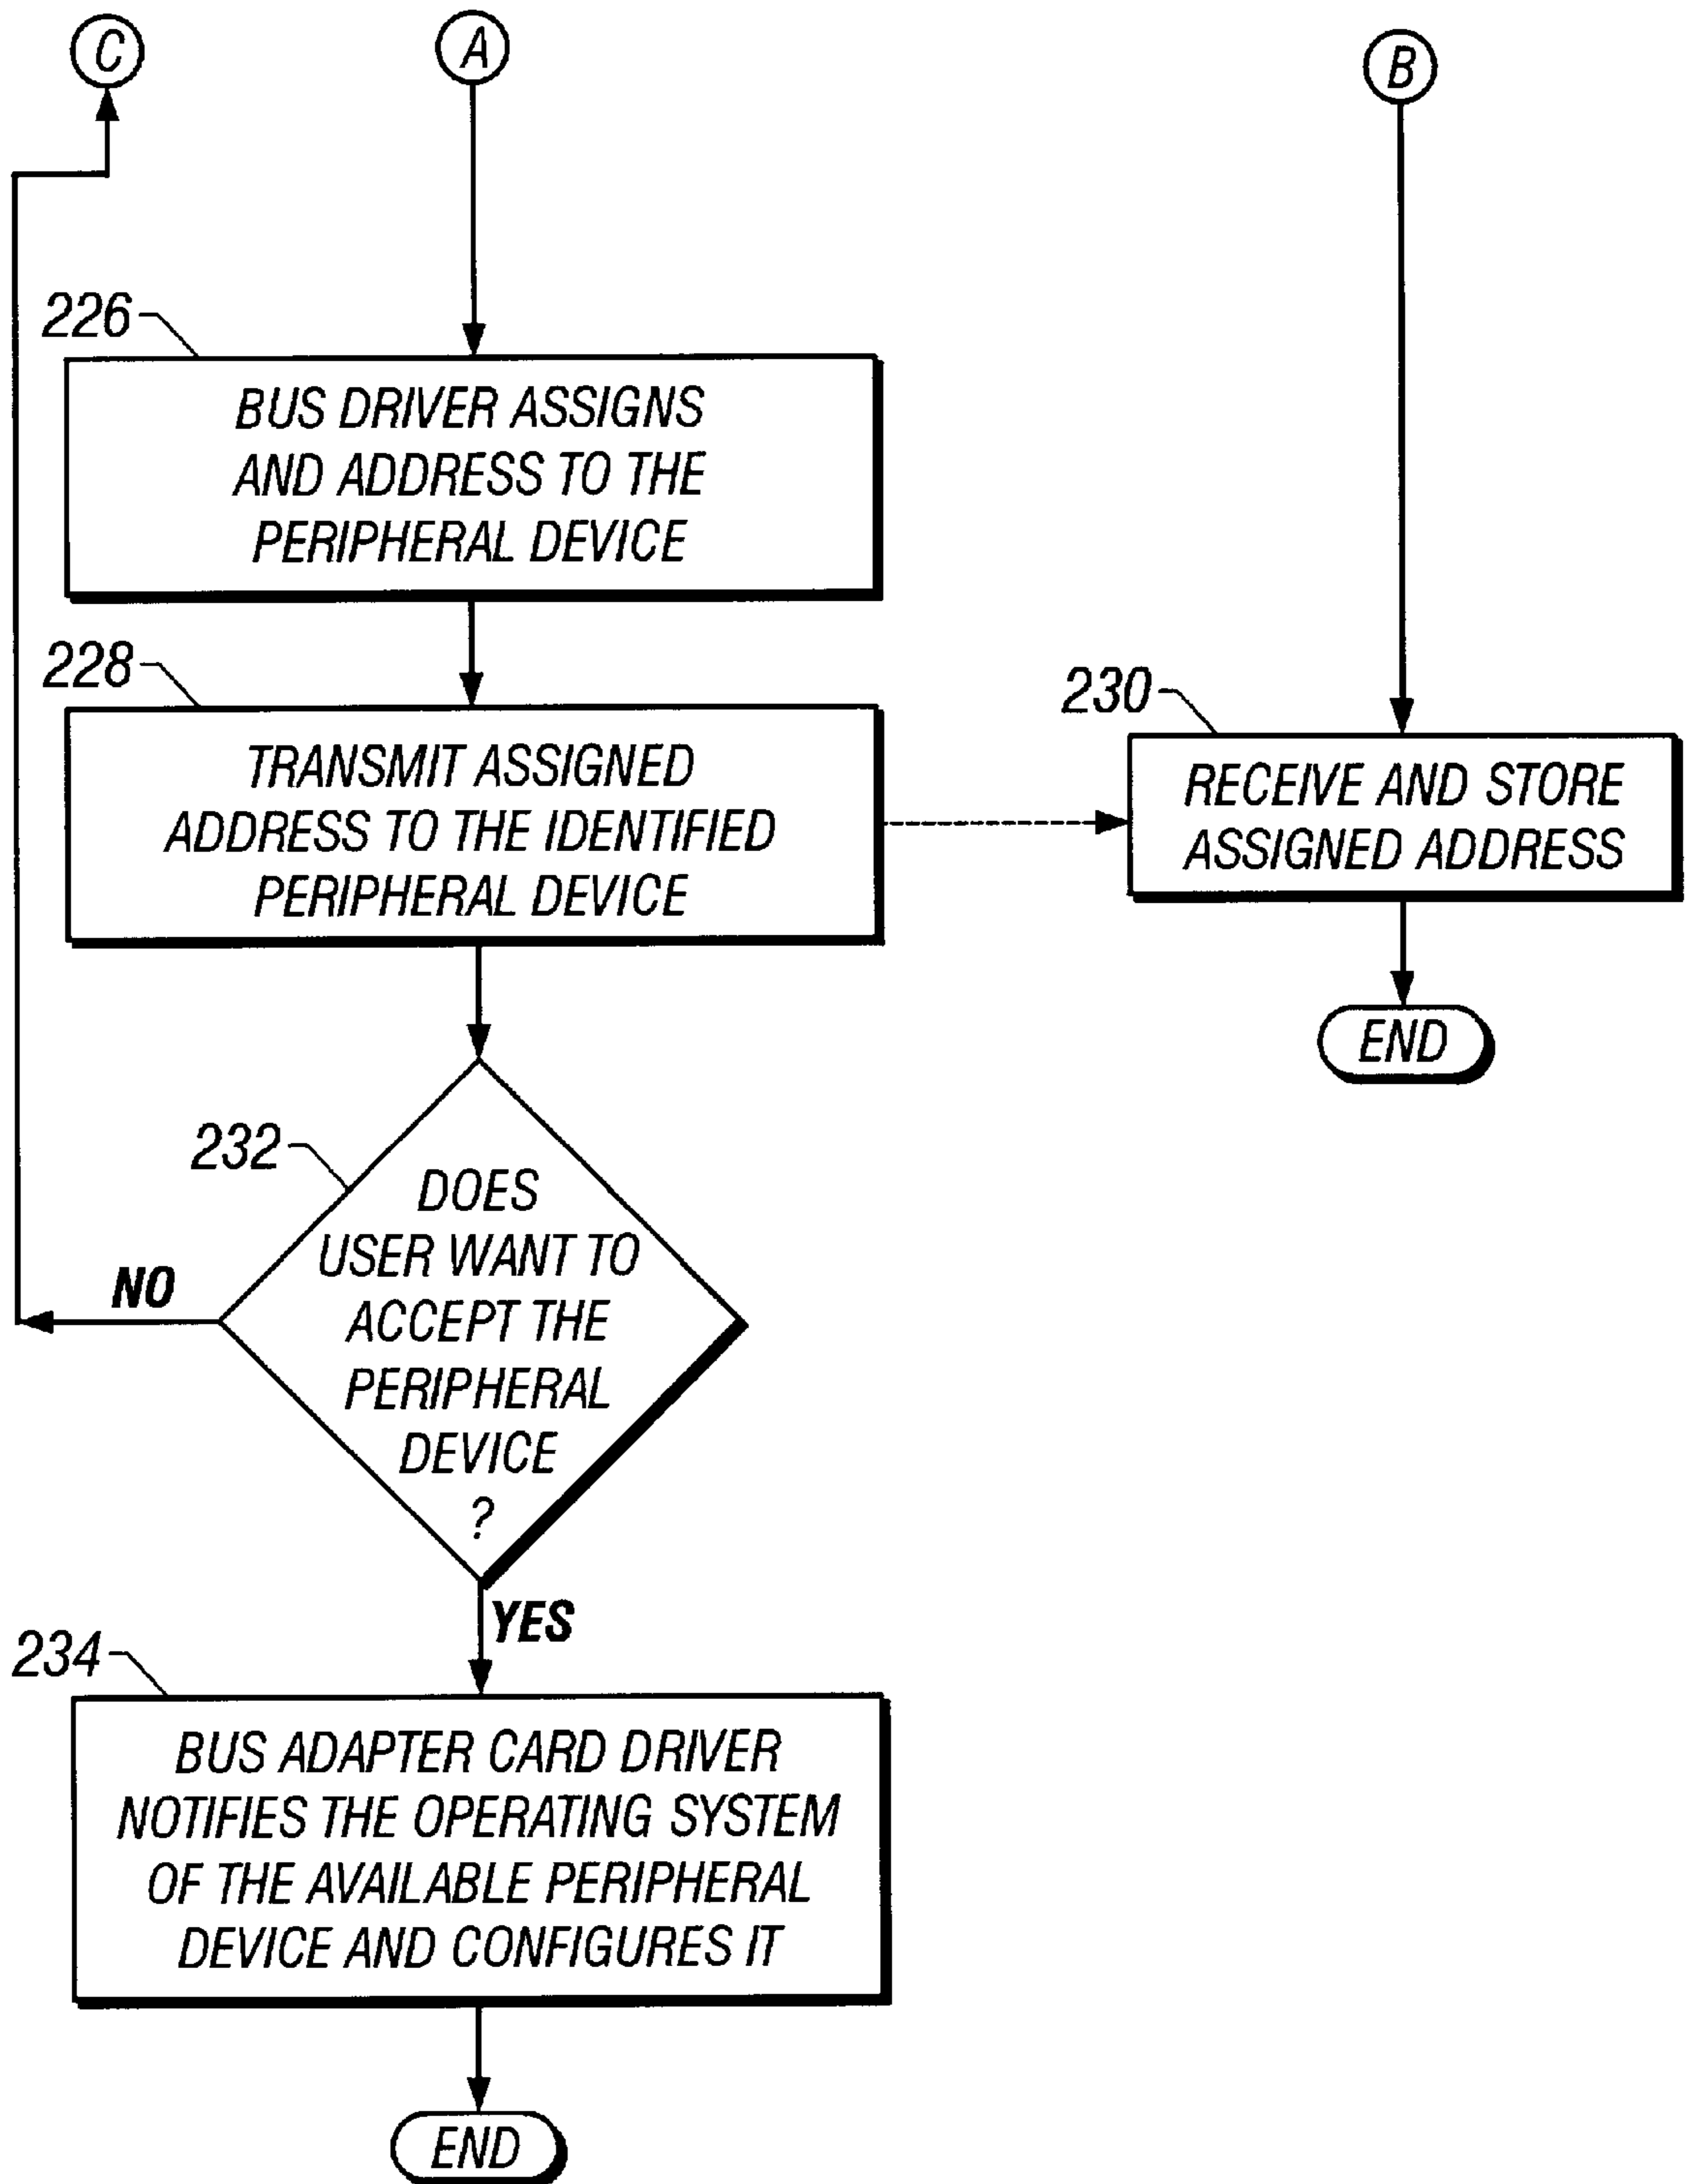 C
A
B
226
BUS DRIVER ASSIGNS
AND ADDRESS TO THE
PERIPHERAL DEVICE
228
TRANSMIT ASSIGNED
ADDRESS TO THE IDENTIFIED
PERIPHERAL DEVICE
230
RECEIVE AND STORE
ASSIGNED ADDRESS
END
232
DOES
USER WANT TO
ACCEPT THE
PERIPHERAL
DEVICE
?
NO
YES
234
BUS ADAPTER CARD DRIVER
NOTIFIES THE OPERATING SYSTEM
OF THE AVAILABLE PERIPHERAL
DEVICE AND CONFIGURES IT
END